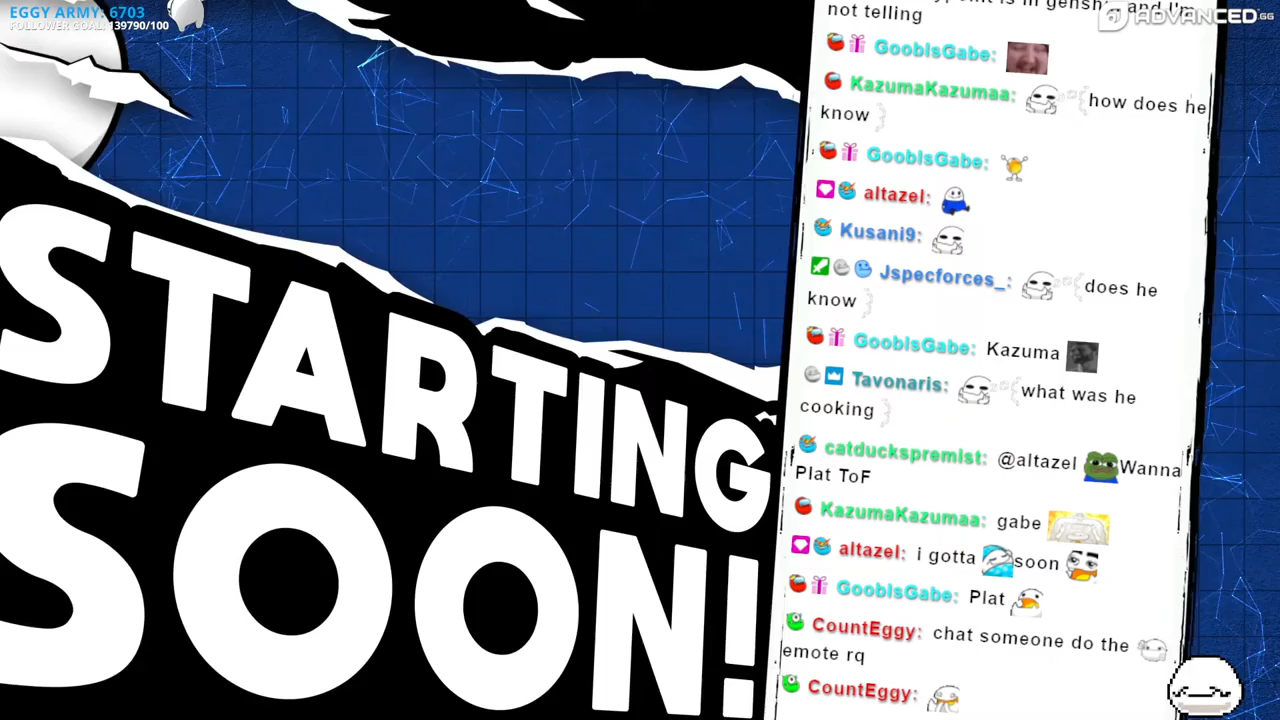 EGGY ARMY: 6703
FOLLOWER GOAL: 139790/100
ADVANCED.GG
STARTING
SOON!
not telling
GoobIsGabe:
KazumaKazumaa: how does he
know
GoobIsGabe:
altazel:
Kusani9:
Jspecforces_: does he
know
GoobIsGabe: Kazuma
Tavonaris: what was he
cooking
catduckspremist: @altazel Wanna
Plat ToF
KazumaKazumaa: gabe
altazel: i gotta soon
GoobIsGabe: Plat
CountEggy: chat someone do the
emote rq
CountEggy: